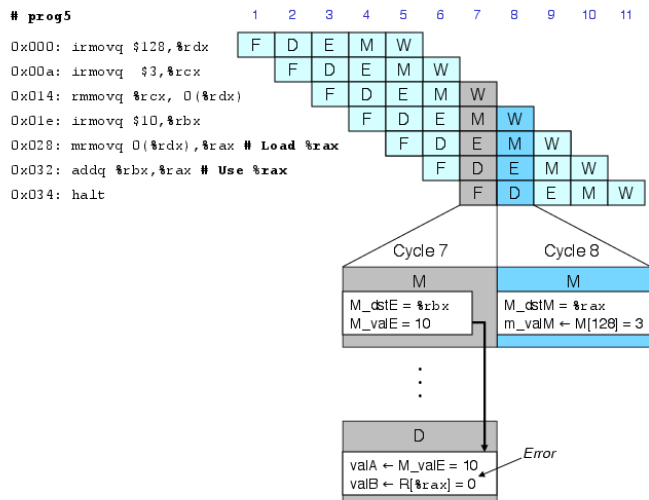 # prog5 1 2 3 4 5 6 7 8 9 10 11
0x000: irmovq $128,%rdx F D E M W
0x00a: irmovq $3,%rcx F D E M W
0x014: rmmovq %rcx, 0(%rdx) F D E M W
0x01e: irmovq $10,%rbx F D E M W
0x028: mrmovq 0(%rdx),%rax # Load %rax F D E M W
0x032: addq %rbx,%rax # Use %rax F D E M W
0x034: halt F D E M W
Cycle 7 Cycle 8
M M
M_dstE = %rbx M_dstM = %rax
M_valE = 10 m_valM ← M[128] = 3
.
.
.
D
Error
valA ← M_valE = 10
valB ← R[%rax] = 0